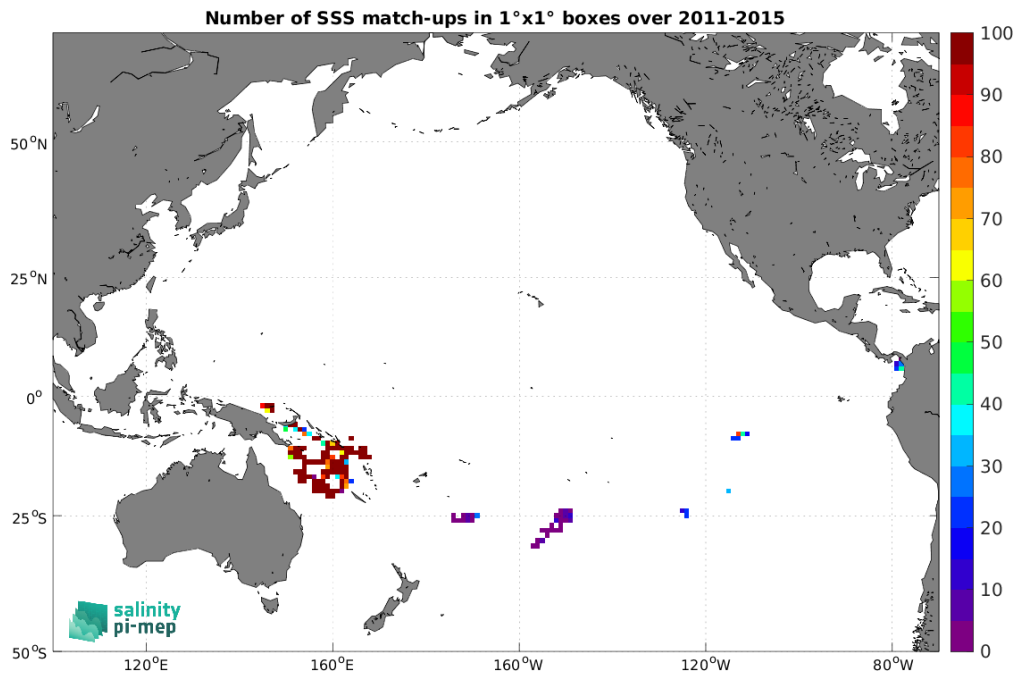 Number of SSS match-ups in 1°x1° boxes over 2011-2015
50°N
25°N
0°
25°S
50°S
120°E
160°E
160°W
120°W
80°W
100
90
80
70
60
50
40
30
20
10
0
salinity
pi-mep